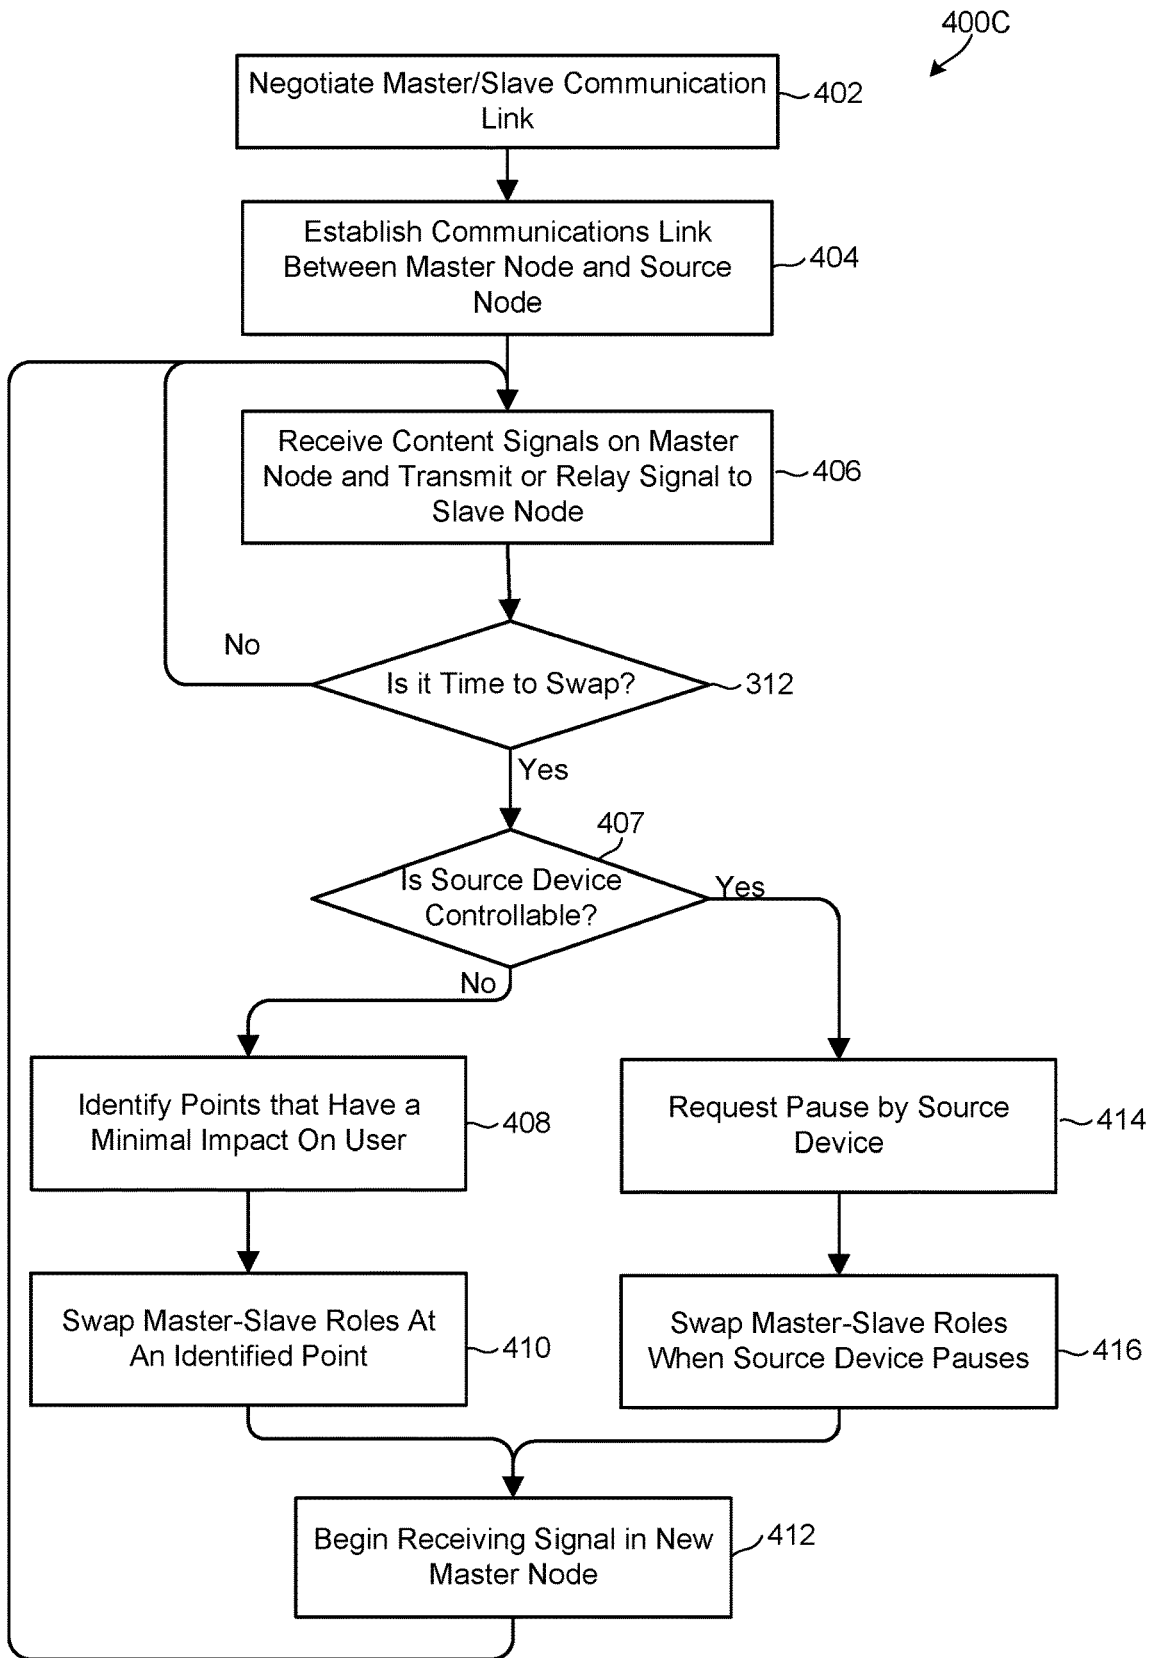 400C
Negotiate Master/Slave Communication
Link
402
Establish Communications Link
Between Master Node and Source
Node
404
Receive Content Signals on Master
Node and Transmit or Relay Signal to
Slave Node
406
No
Is it Time to Swap?
312
Yes
407
Is Source Device
Controllable?
Yes
No
Identify Points that Have a
Minimal Impact On User
408
Request Pause by Source
Device
414
Swap Master-Slave Roles At
An Identified Point
410
Swap Master-Slave Roles
When Source Device Pauses
416
Begin Receiving Signal in New
Master Node
412